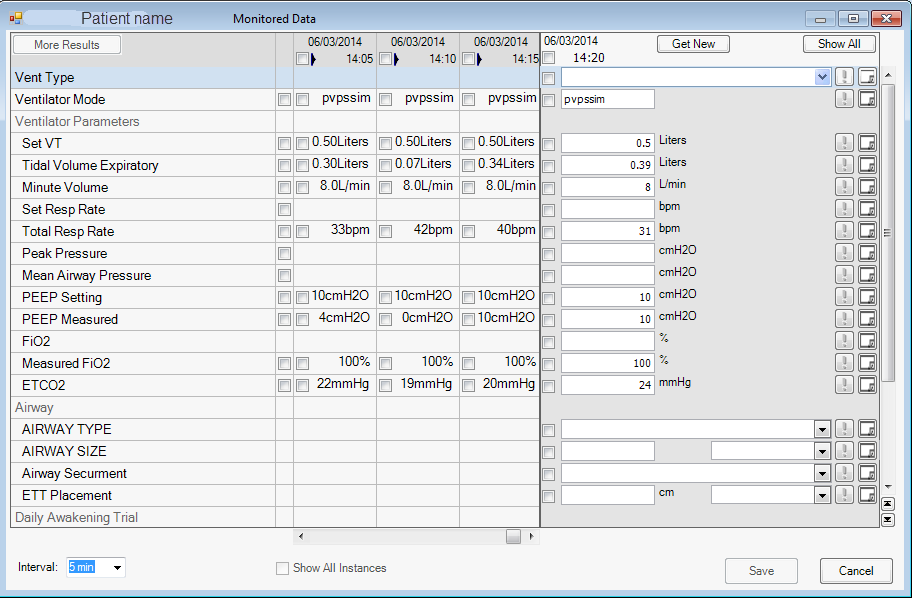 Patient name Monitored Data
More Results 06/03/2014 06/03/2014 06/03/2014 06/03/2014 Get New Show All
14:05 14:10 14:15 14:20
Vent Type
Ventilator Mode pvpssim pvpssim pvpssim pvpssim
Ventilator Parameters
Set VT 0.50Liters 0.50Liters 0.5Liters 0.5 Liters
Tidal Volume Expiratory 0.30Liters 0.07Liters 0.34Liters 0.39 Liters
Minute Volume 8.0L/min 8.0L/min 8.0L/min 8 L/min
Set Resp Rate bpm
Total Resp Rate 33bpm 42bpm 40bpm 31 bpm
Peak Pressure cmH2O
Mean Airway Pressure cmH2O
PEEP Setting 10cmH2O 10cmH2O 10cmH2O 10 cmH2O
PEEP Measured 4cmH2O 0cmH2O 10cmH2O 10 cmH2O
FiO2 %
Measured FiO2 100% 100% 100% 100 %
ETCO2 22mmHg 19mmHg 20mmHg 24 mmHg
Airway
AIRWAY TYPE
AIRWAY SIZE
Airway Securment
ETT Placement cm
Daily Awakening Trial
Interval: 5 min Show All Instances Save Cancel